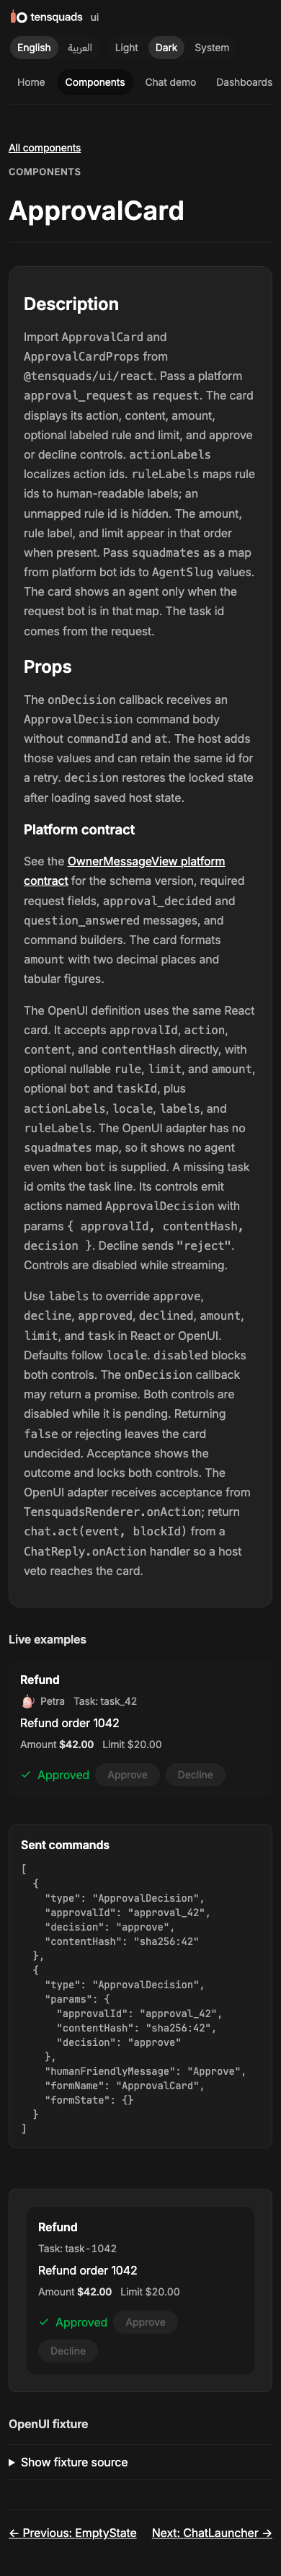 tensquads ui
English العربية Light Dark System
Home Components Chat demo Dashboards
All components
COMPONENTS
ApprovalCard
Description
Import ApprovalCard and
ApprovalCardProps from
@tensquads/ui/react. Pass a platform
approval_request as request. The card
displays its action, content, amount,
optional labeled rule and limit, and approve
or decline controls. actionLabels
localizes action ids. ruleLabels maps rule
ids to human-readable labels; an
unmapped rule id is hidden. The amount,
rule label, and limit appear in that order
when present. Pass squadmates as a map
from platform bot ids to AgentSlug values.
The card shows an agent only when the
request bot is in that map. The task id
comes from the request.
Props
The onDecision callback receives an
ApprovalDecision command body
without commandId and at. The host adds
those values and can retain the same id for
a retry. decision restores the locked state
after loading saved host state.
Platform contract
See the OwnerMessageView platform
contract for the schema version, required
request fields, approval_decided and
question_answered messages, and
command builders. The card formats
amount with two decimal places and
tabular figures.
The OpenUI definition uses the same React
card. It accepts approvalId, action,
content, and contentHash directly, with
optional nullable rule, limit, and amount,
optional bot and taskId, plus
actionLabels, locale, labels, and
ruleLabels. The OpenUI adapter has no
squadmates map, so it shows no agent
even when bot is supplied. A missing task
id omits the task line. Its controls emit
actions named ApprovalDecision with
params { approvalId, contentHash,
decision }. Decline sends "reject".
Controls are disabled while streaming.
Use labels to override approve,
decline, approved, declined, amount,
limit, and task in React or OpenUI.
Defaults follow locale. disabled blocks
both controls. The onDecision callback
may return a promise. Both controls are
disabled while it is pending. Returning
false or rejecting leaves the card
undecided. Acceptance shows the
outcome and locks both controls. The
OpenUI adapter receives acceptance from
TensquadsRenderer.onAction; return
chat.act(event, blockId) from a
ChatReply.onAction handler so a host
veto reaches the card.
Live examples
Refund
Petra Task: task_42
Refund order 1042
Amount $42.00 Limit $20.00
✓ Approved Approve Decline
Sent commands
[
{
"type": "ApprovalDecision",
"approvalId": "approval_42",
"decision": "approve",
"contentHash": "sha256:42"
},
{
"type": "ApprovalDecision",
"params": {
"approvalId": "approval_42",
"contentHash": "sha256:42",
"decision": "approve"
},
"humanFriendlyMessage": "Approve",
"formName": "ApprovalCard",
"formState": {}
}
]
Refund
Task: task-1042
Refund order 1042
Amount $42.00 Limit $20.00
✓ Approved Approve
Decline
OpenUI fixture
▶ Show fixture source
← Previous: EmptyState Next: ChatLauncher →